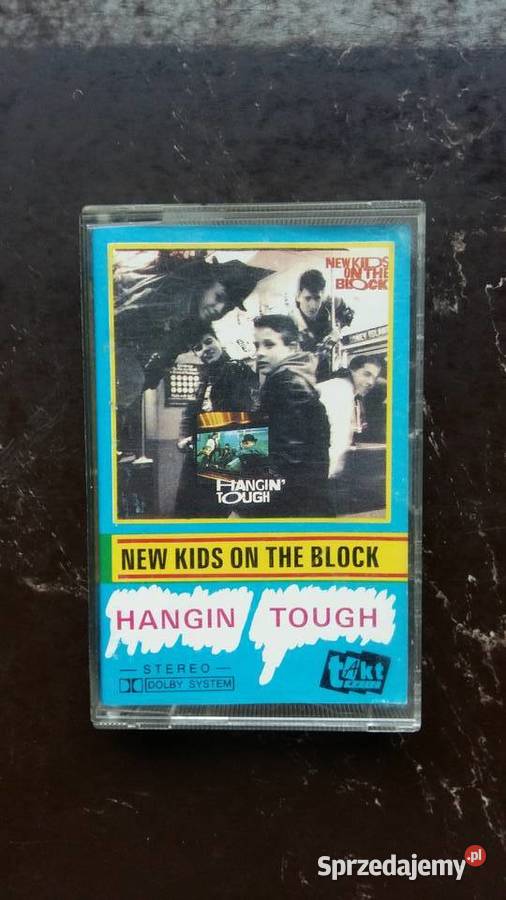 NEW KIDS
ON THE
BLOCK
HANGIN'
TOUGH
NEW KIDS ON THE BLOCK
HANGIN TOUGH
STEREO
DOLBY SYSTEM
takt
Sprzedajemy.pl